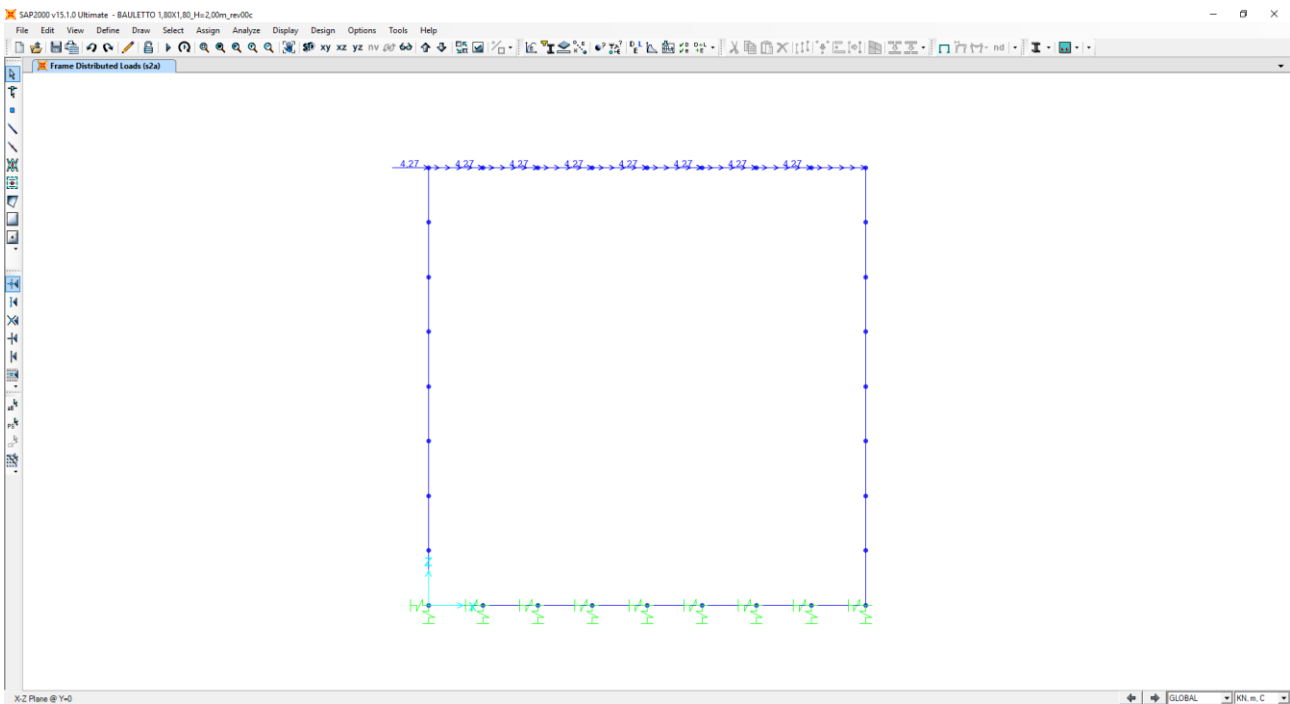 SAP2000 v15.1.0 Ultimate - BAULETTO 1,80X1,80_H=2,00m_rev00c
File Edit View Define Draw Select Assign Analyze Display Design Options Tools Help
xy xz yz nv nd
Frame Distributed Loads (s2a)
4.27 4.27 4.27 4.27 4.27 4.27 4.27 4.27
Z
X
X-Z Plane @ Y=0
GLOBAL
KN, m, C